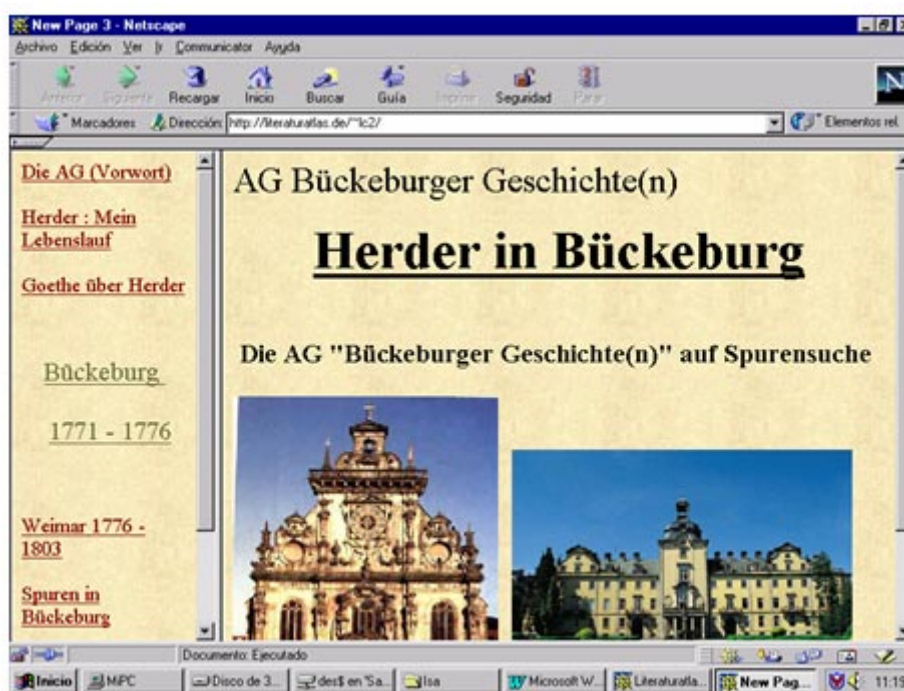 New Page 3 - Netscape
Archivo Edición Ver Ir Communicator Ayuda
Anterior Siguiente Recargar Inicio Buscar Guía Imprimir Seguridad Parar
N
Marcadores Dirección: http://literaturatlas.de/~lc2/ Elementos rel.
Die AG (Vorwort)
Herder : Mein
Lebenslauf
Goethe über Herder
Bückeburg
1771 - 1776
Weimar 1776 -
1803
Spuren in
Bückeburg
AG Bückeburger Geschichte(n)
Herder in Bückeburg
Die AG "Bückeburger Geschichte(n)" auf Spurensuche
Documento: Ejecutado
Inicio MiPC Disco de 3... des$ en 'Sa... Isa Microsoft W... Literaturatla... New Pag... 11:19